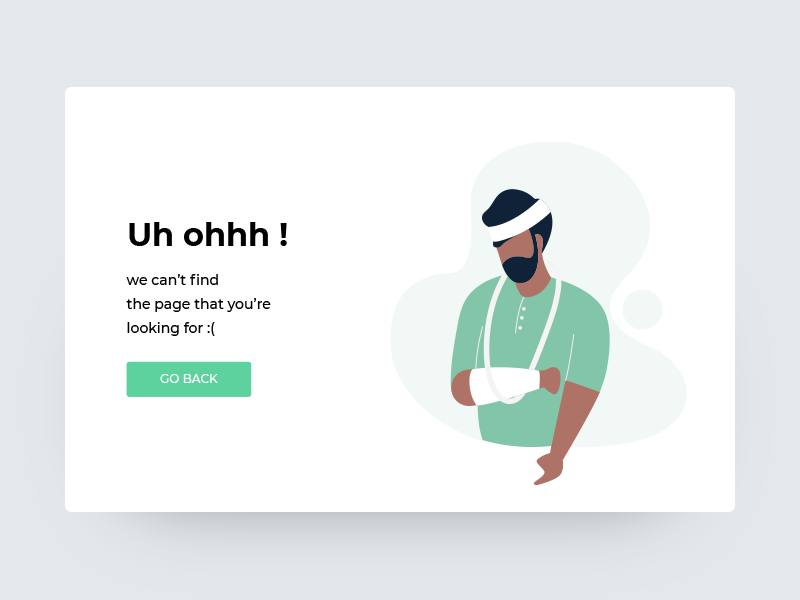 Uh ohhh !
we can’t find
the page that you’re
looking for :(
GO BACK